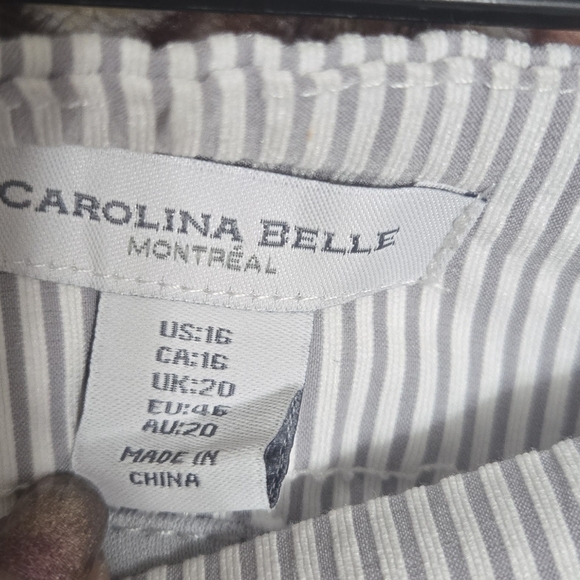 CAROLINA BELLE
MONTRÉAL
US:16
CA:16
UK:20
EU:46
AU:20
MADE IN
CHINA